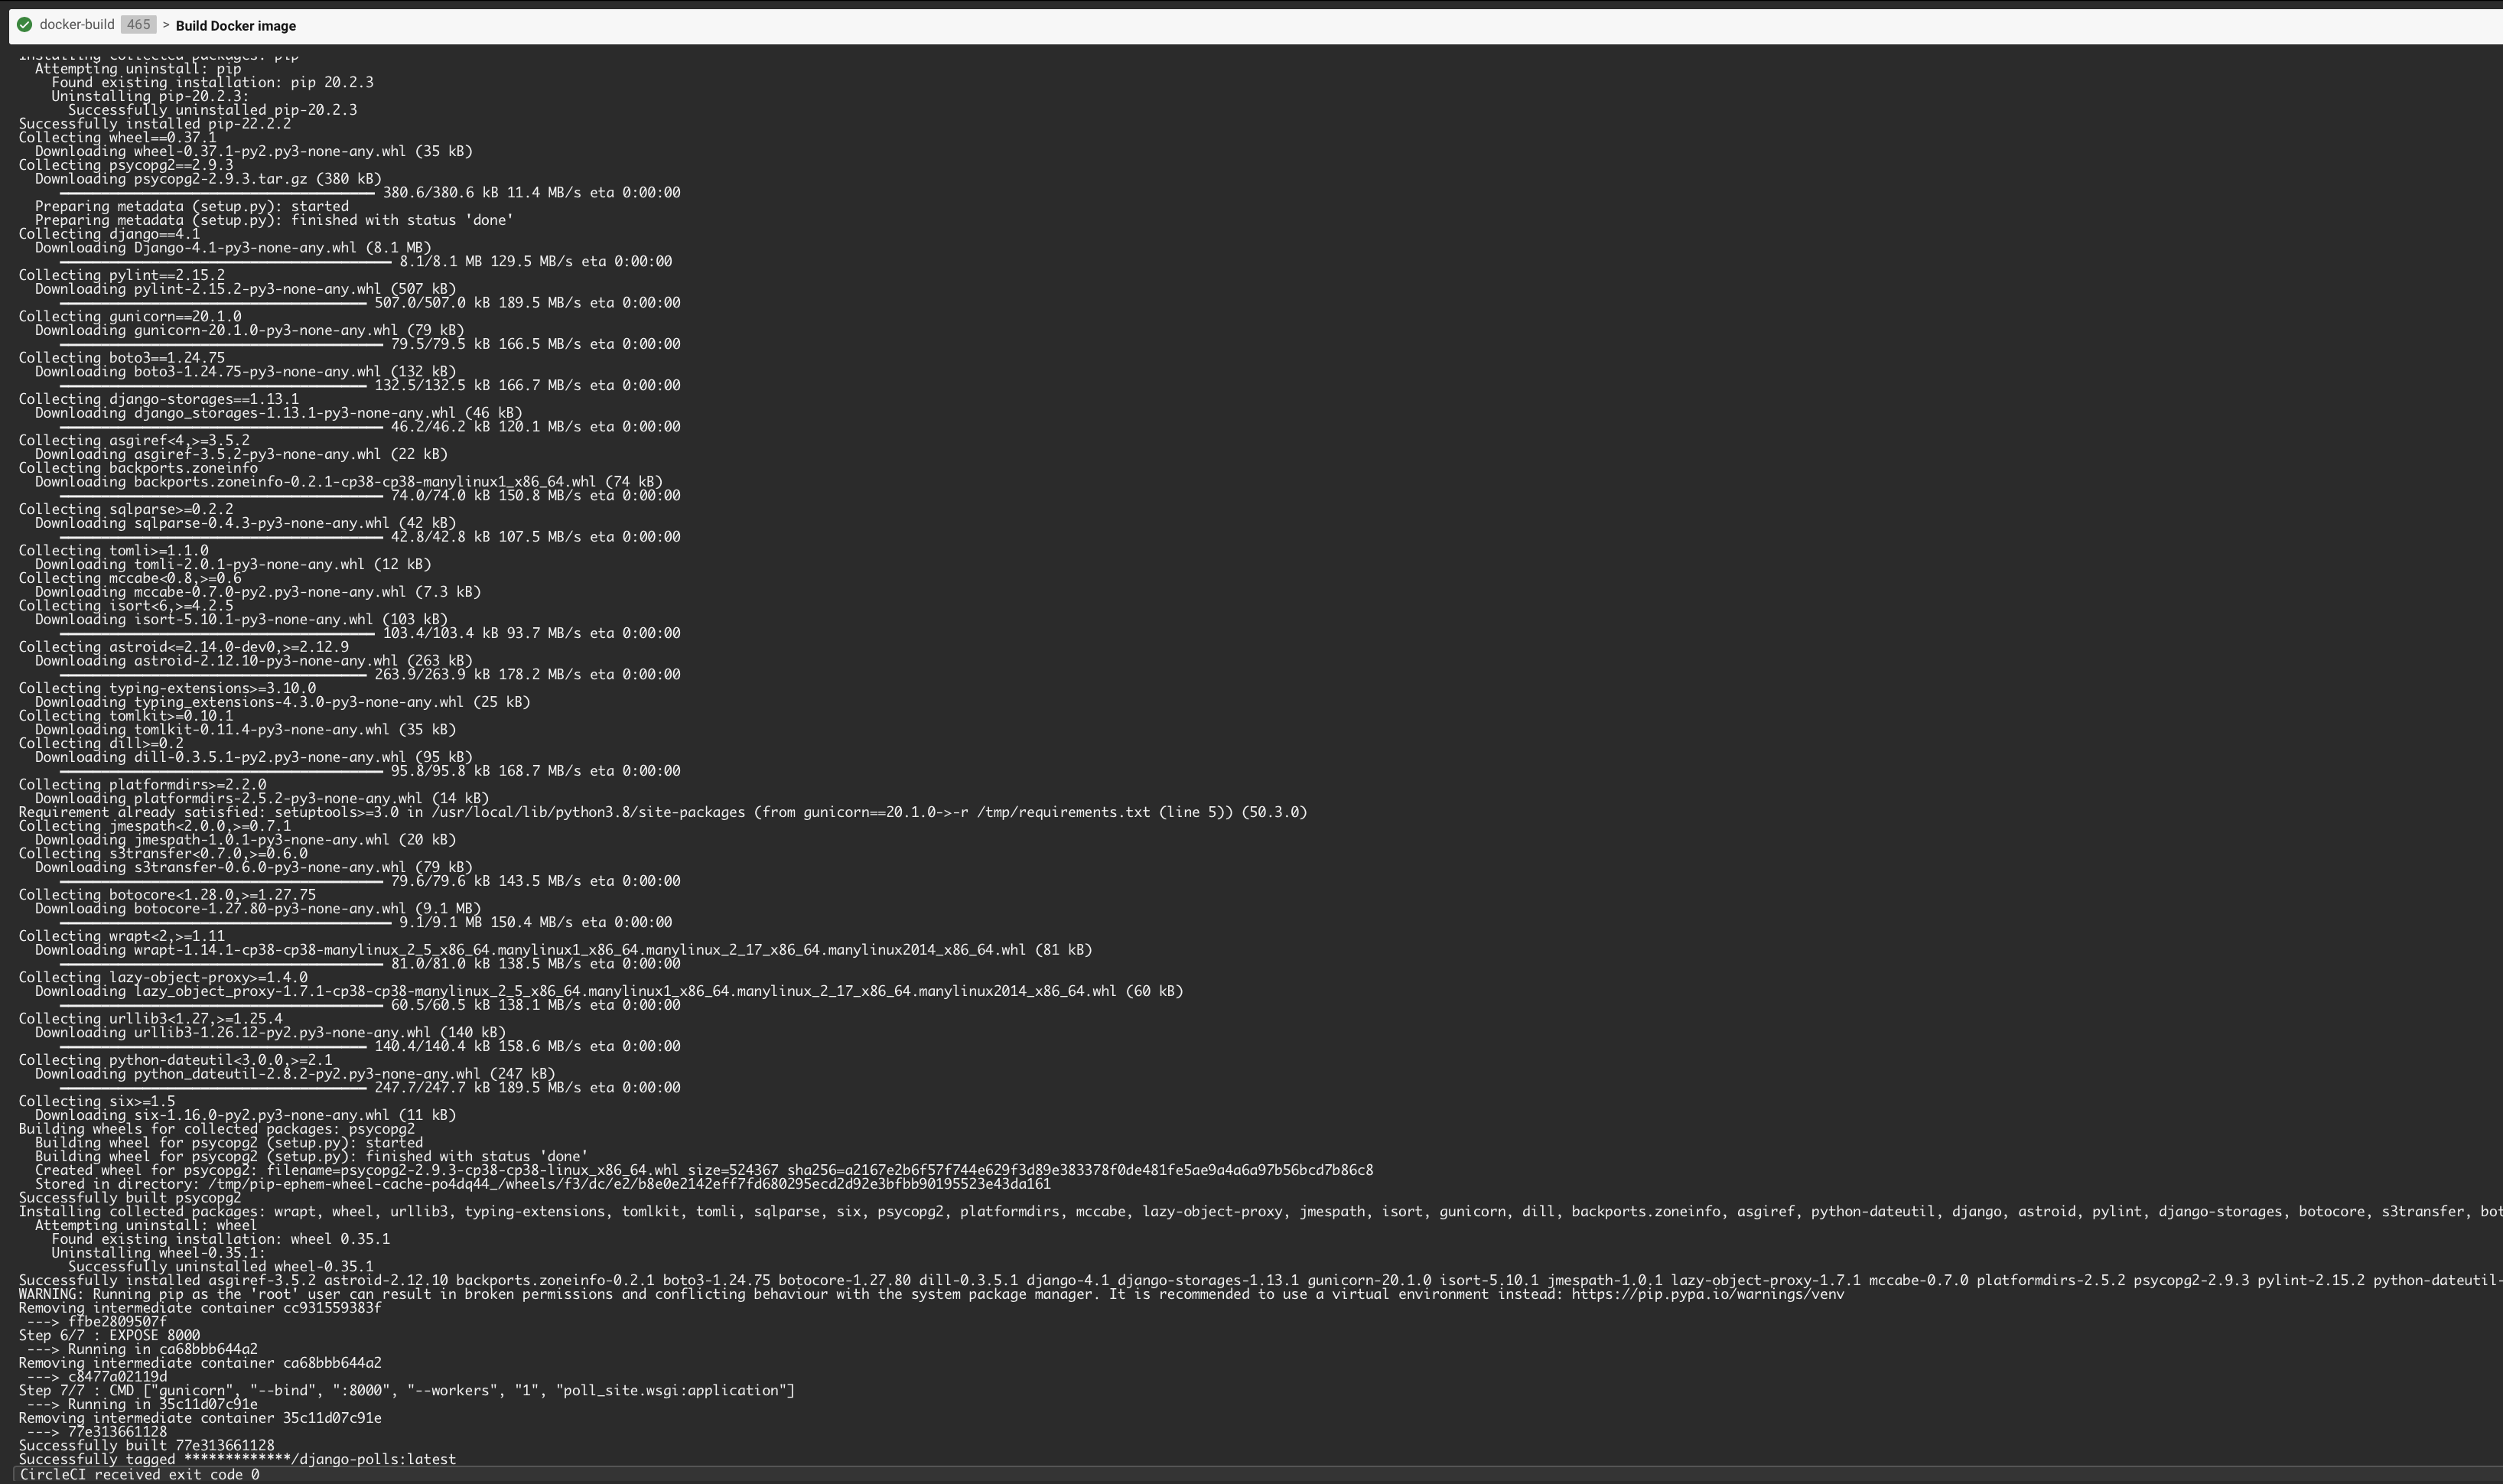 docker-build 465 > Build Docker image
Installing collected packages: pip
Attempting uninstall: pip
Found existing installation: pip 20.2.3
Uninstalling pip-20.2.3:
Successfully uninstalled pip-20.2.3
Successfully installed pip-22.2.2
Collecting wheel==0.37.1
Downloading wheel-0.37.1-py2.py3-none-any.whl (35 kB)
Collecting psycopg2==2.9.3
Downloading psycopg2-2.9.3.tar.gz (380 kB)
380.6/380.6 kB 11.4 MB/s eta 0:00:00
Preparing metadata (setup.py): started
Preparing metadata (setup.py): finished with status 'done'
Collecting django==4.1
Downloading Django-4.1-py3-none-any.whl (8.1 MB)
8.1/8.1 MB 129.5 MB/s eta 0:00:00
Collecting pylint==2.15.2
Downloading pylint-2.15.2-py3-none-any.whl (507 kB)
507.0/507.0 kB 189.5 MB/s eta 0:00:00
Collecting gunicorn==20.1.0
Downloading gunicorn-20.1.0-py3-none-any.whl (79 kB)
79.5/79.5 kB 166.5 MB/s eta 0:00:00
Collecting boto3==1.24.75
Downloading boto3-1.24.75-py3-none-any.whl (132 kB)
132.5/132.5 kB 166.7 MB/s eta 0:00:00
Collecting django-storages==1.13.1
Downloading django_storages-1.13.1-py3-none-any.whl (46 kB)
46.2/46.2 kB 120.1 MB/s eta 0:00:00
Collecting asgiref<4,>=3.5.2
Downloading asgiref-3.5.2-py3-none-any.whl (22 kB)
Collecting backports.zoneinfo
Downloading backports.zoneinfo-0.2.1-cp38-cp38-manylinux1_x86_64.whl (74 kB)
74.0/74.0 kB 150.8 MB/s eta 0:00:00
Collecting sqlparse>=0.2.2
Downloading sqlparse-0.4.3-py3-none-any.whl (42 kB)
42.8/42.8 kB 107.5 MB/s eta 0:00:00
Collecting tomli>=1.1.0
Downloading tomli-2.0.1-py3-none-any.whl (12 kB)
Collecting mccabe<0.8,>=0.6
Downloading mccabe-0.7.0-py2.py3-none-any.whl (7.3 kB)
Collecting isort<6,>=4.2.5
Downloading isort-5.10.1-py3-none-any.whl (103 kB)
103.4/103.4 kB 93.7 MB/s eta 0:00:00
Collecting astroid<=2.14.0-dev0,>=2.12.9
Downloading astroid-2.12.10-py3-none-any.whl (263 kB)
263.9/263.9 kB 178.2 MB/s eta 0:00:00
Collecting typing-extensions>=3.10.0
Downloading typing_extensions-4.3.0-py3-none-any.whl (25 kB)
Collecting tomlkit>=0.10.1
Downloading tomlkit-0.11.4-py3-none-any.whl (35 kB)
Collecting dill>=0.2
Downloading dill-0.3.5.1-py2.py3-none-any.whl (95 kB)
95.8/95.8 kB 168.7 MB/s eta 0:00:00
Collecting platformdirs>=2.2.0
Downloading platformdirs-2.5.2-py3-none-any.whl (14 kB)
Requirement already satisfied: setuptools>=3.0 in /usr/local/lib/python3.8/site-packages (from gunicorn==20.1.0->-r /tmp/requirements.txt (line 5)) (50.3.0)
Collecting jmespath<2.0.0,>=0.7.1
Downloading jmespath-1.0.1-py3-none-any.whl (20 kB)
Collecting s3transfer<0.7.0,>=0.6.0
Downloading s3transfer-0.6.0-py3-none-any.whl (79 kB)
79.6/79.6 kB 143.5 MB/s eta 0:00:00
Collecting botocore<1.28.0,>=1.27.75
Downloading botocore-1.27.80-py3-none-any.whl (9.1 MB)
9.1/9.1 MB 150.4 MB/s eta 0:00:00
Collecting wrapt<2,>=1.11
Downloading wrapt-1.14.1-cp38-cp38-manylinux_2_5_x86_64.manylinux1_x86_64.manylinux_2_17_x86_64.manylinux2014_x86_64.whl (81 kB)
81.0/81.0 kB 138.5 MB/s eta 0:00:00
Collecting lazy-object-proxy>=1.4.0
Downloading lazy_object_proxy-1.7.1-cp38-cp38-manylinux_2_5_x86_64.manylinux1_x86_64.manylinux_2_17_x86_64.manylinux2014_x86_64.whl (60 kB)
60.5/60.5 kB 138.1 MB/s eta 0:00:00
Collecting urllib3<1.27,>=1.25.4
Downloading urllib3-1.26.12-py2.py3-none-any.whl (140 kB)
140.4/140.4 kB 158.6 MB/s eta 0:00:00
Collecting python-dateutil<3.0.0,>=2.1
Downloading python_dateutil-2.8.2-py2.py3-none-any.whl (247 kB)
247.7/247.7 kB 189.5 MB/s eta 0:00:00
Collecting six>=1.5
Downloading six-1.16.0-py2.py3-none-any.whl (11 kB)
Building wheels for collected packages: psycopg2
Building wheel for psycopg2 (setup.py): started
Building wheel for psycopg2 (setup.py): finished with status 'done'
Created wheel for psycopg2: filename=psycopg2-2.9.3-cp38-cp38-linux_x86_64.whl size=524367 sha256=a2167e2b6f57f744e629f3d89e383378f0de481fe5ae9a4a6a97b56bcd7b86c8
Stored in directory: /tmp/pip-ephem-wheel-cache-po4dq44_/wheels/f3/dc/e2/b8e0e2142eff7fd680295ecd2d92e3bfbb90195523e43da161
Successfully built psycopg2
Installing collected packages: wrapt, wheel, urllib3, typing-extensions, tomlkit, tomli, sqlparse, six, psycopg2, platformdirs, mccabe, lazy-object-proxy, jmespath, isort, gunicorn, dill, backports.zoneinfo, asgiref, python-dateutil, django, astroid, pylint, django-storages, botocore, s3transfer, bot
Attempting uninstall: wheel
Found existing installation: wheel 0.35.1
Uninstalling wheel-0.35.1:
Successfully uninstalled wheel-0.35.1
Successfully installed asgiref-3.5.2 astroid-2.12.10 backports.zoneinfo-0.2.1 boto3-1.24.75 botocore-1.27.80 dill-0.3.5.1 django-4.1 django-storages-1.13.1 gunicorn-20.1.0 isort-5.10.1 jmespath-1.0.1 lazy-object-proxy-1.7.1 mccabe-0.7.0 platformdirs-2.5.2 psycopg2-2.9.3 pylint-2.15.2 python-dateutil-
WARNING: Running pip as the 'root' user can result in broken permissions and conflicting behaviour with the system package manager. It is recommended to use a virtual environment instead: https://pip.pypa.io/warnings/venv
Removing intermediate container cc931559383f
---> ffbe2809507f
Step 6/7 : EXPOSE 8000
---> Running in ca68bbb644a2
Removing intermediate container ca68bbb644a2
---> c8477a02119d
Step 7/7 : CMD ["gunicorn", "--bind", ":8000", "--workers", "1", "poll_site.wsgi:application"]
---> Running in 35c11d07c91e
Removing intermediate container 35c11d07c91e
---> 77e313661128
Successfully built 77e313661128
Successfully tagged *************/django-polls:latest
CircleCI received exit code 0